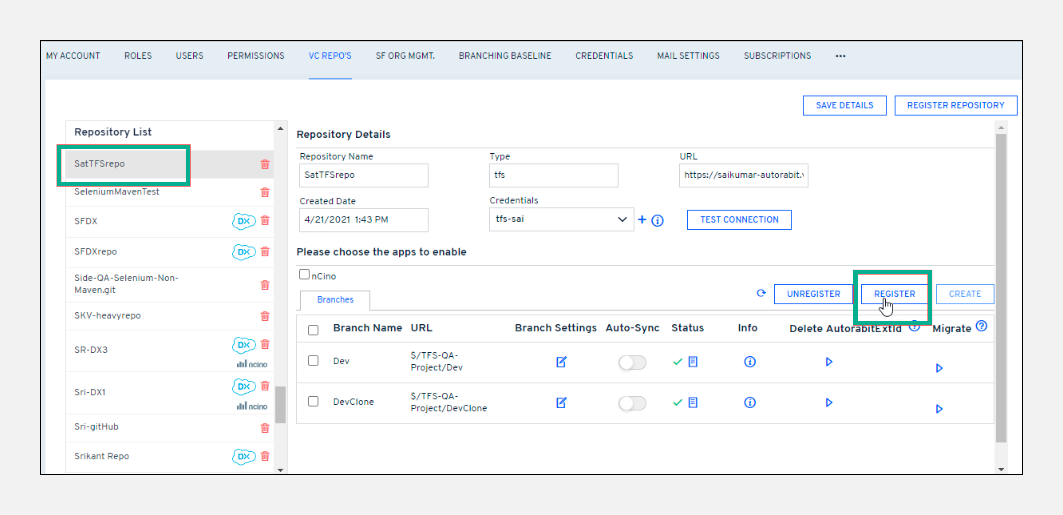 MY ACCOUNT ROLES USERS PERMISSIONS VC REPO'S SF ORG MGMT. BRANCHING BASELINE CREDENTIALS MAIL SETTINGS SUBSCRIPTIONS •••
SAVE DETAILS REGISTER REPOSITORY
Repository List
SatTFSrepo
SeleniumMavenTest
SFDX DX
SFDXrepo DX
Side-QA-Selenium-Non-
Maven.git
SKV-heavyrepo
SR-DX3 DX
ncino
Sri-DX1 DX
ncino
Sri-gitHub
Srikant Repo DX
Repository Details
Repository Name Type URL
SatTFSrepo tfs https://saikumar-autorabit.
Created Date Credentials
4/21/2021 1:43 PM tfs-sai TEST CONNECTION
Please choose the apps to enable
nCino
Branches UNREGISTER REGISTER CREATE
Branch Name URL Branch Settings Auto-Sync Status Info Delete AutorabitExtId Migrate
Dev S/TFS-QA-
Project/Dev
DevClone S/TFS-QA-
Project/DevClone